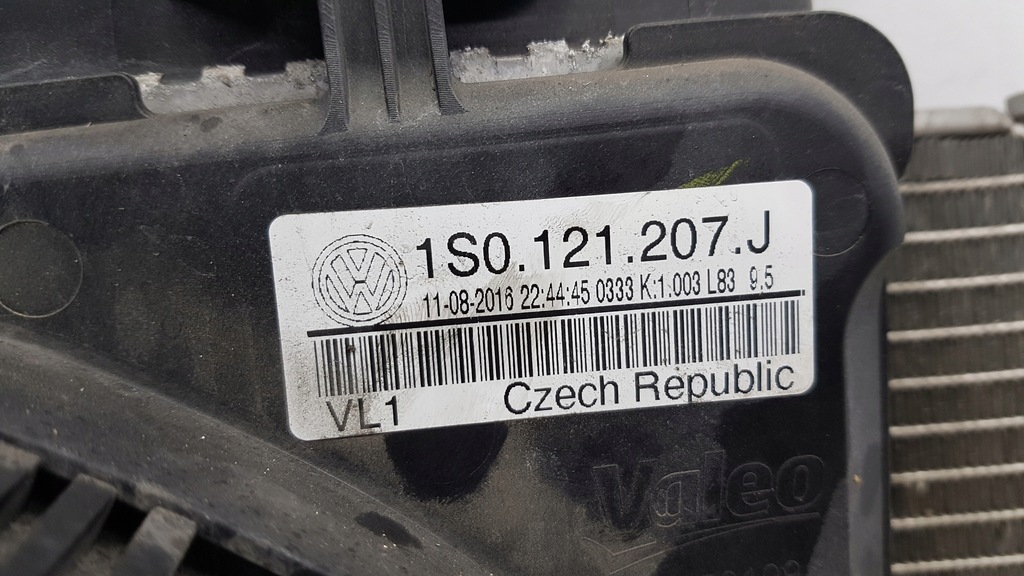 1S0.121.207.J
11-08-2016 22:44:45 0333 K:1.003 L83 9.5
VL1 Czech Republic
Valeo